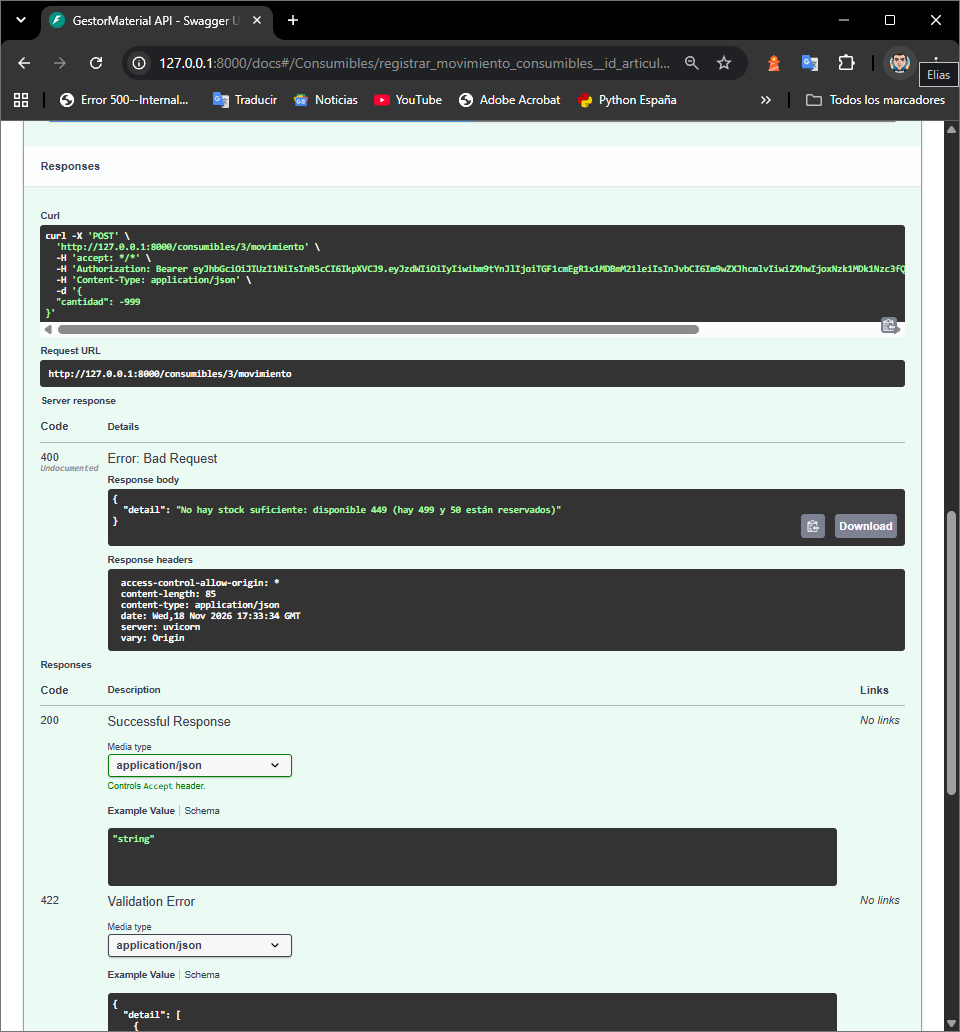 GestorMaterial API - Swagger U
127.0.0.1:8000/docs#/Consumibles/registrar_movimiento_consumibles__id_articul...
Elias
Error 500--Internal...
Traducir
Noticias
YouTube
Adobe Acrobat
Python España
Todos los marcadores
Responses
Curl
curl -X 'POST' \
'http://127.0.0.1:8000/consumibles/3/movimiento' \
-H 'accept: */*' \
-H 'Content-Type: application/json' \
-d '{
"cantidad": -999
}'
Request URL
http://127.0.0.1:8000/consumibles/3/movimiento
Server response
Code Details
400
Undocumented
Error: Bad Request
Response body
{
"detail": "No hay stock suficiente: disponible 449 (hay 499 y 50 están reservados)"
}
Download
Response headers
access-control-allow-origin: *
content-length: 85
content-type: application/json
date: Wed,18 Nov 2026 17:33:34 GMT
server: uvicorn
vary: Origin
Responses
Code Description Links
200 Successful Response No links
Media type
application/json
Controls Accept header.
Example Value Schema
"string"
422 Validation Error No links
Media type
application/json
Example Value Schema
{
"detail": [
{